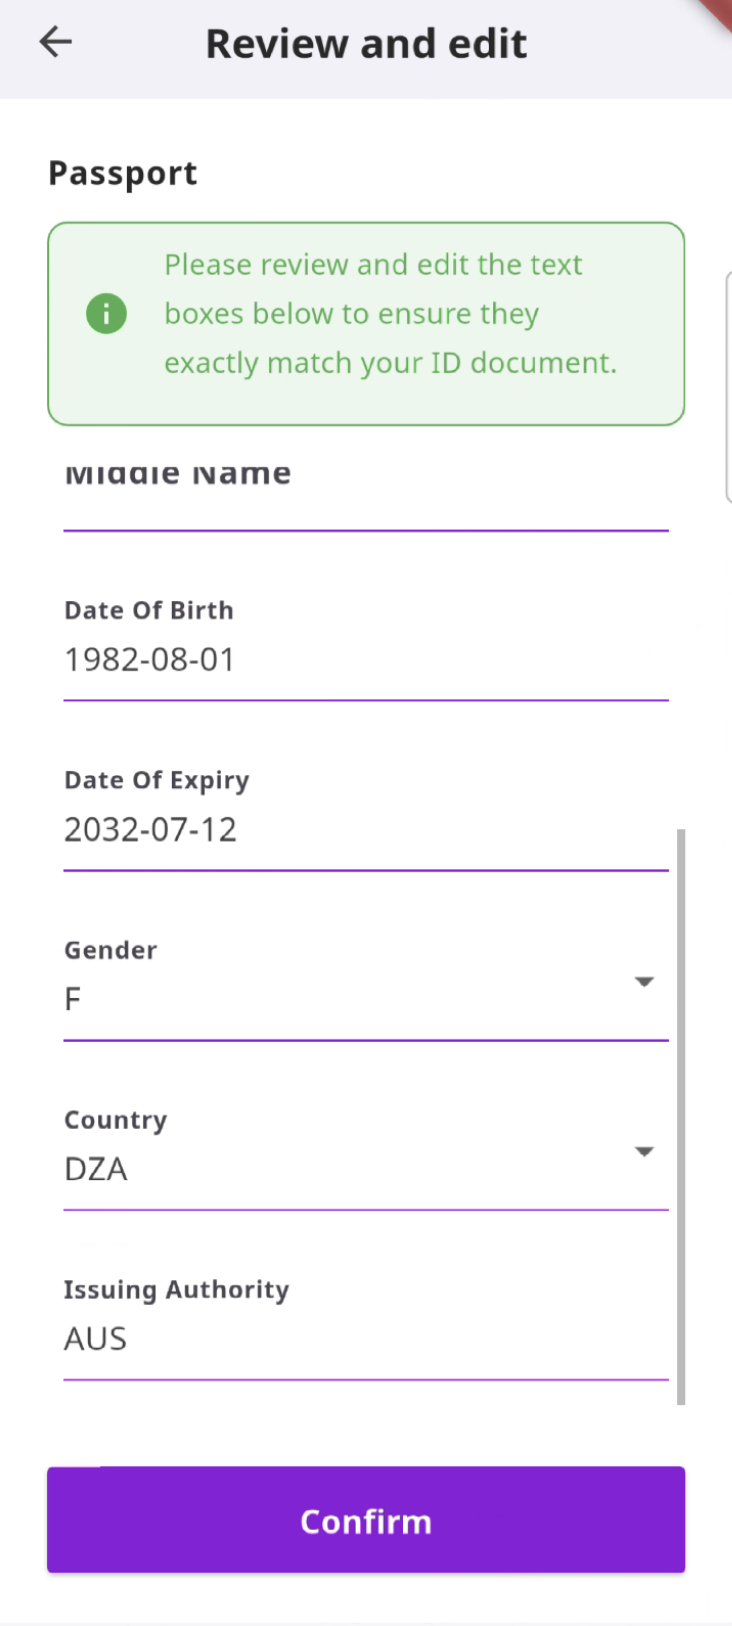 Review and edit
Passport
Please review and edit the text
boxes below to ensure they
exactly match your ID document.
Middle Name
Date Of Birth
1982-08-01
Date Of Expiry
2032-07-12
Gender
F
Country
DZA
Issuing Authority
AUS
Confirm